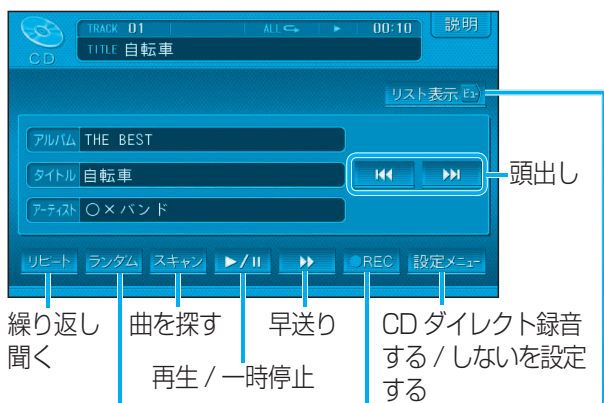 TRACK 01 ALL 00:10 説明
CD
TITLE 自転車
リスト表示 ビュー
アルバム THE BEST
タイトル 自転車
アーティスト ○×バンド
頭出し
リピート ランダム スキャン ►/II ►► ●REC 設定メニュー
繰り返し
聞く
曲を探す
早送り
再生 / 一時停止
CD ダイレクト録音
する / しないを設定
する